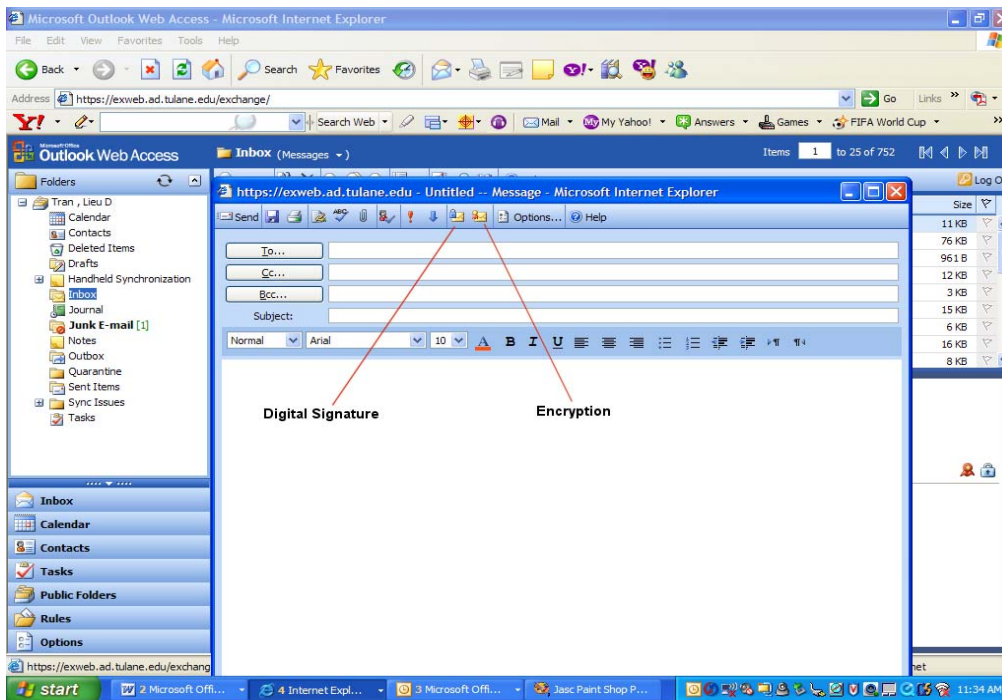 Microsoft Outlook Web Access - Microsoft Internet Explorer
File Edit View Favorites Tools Help
Back Search Favorites
Address https://exweb.ad.tulane.edu/exchange/ Go Links »
Y! Search Web Mail My Yahoo! Answers Games FIFA World Cup »
Microsoft Office
Outlook Web Access Inbox (Messages) Items 1 to 25 of 752
Folders Log O
https://exweb.ad.tulane.edu - Untitled -- Message - Microsoft Internet Explorer
Send ABC Options... Help
To...
Cc...
Bcc...
Subject:
Normal Arial 10 A B I U
Digital Signature Encryption
Tran , Lieu D
Calendar
Contacts
Deleted Items
Drafts
Handheld Synchronization
Inbox
Journal
Junk E-mail [1]
Notes
Outbox
Quarantine
Sent Items
Sync Issues
Tasks
Size
11 KB
76 KB
961 B
12 KB
3 KB
15 KB
6 KB
16 KB
8 KB
Inbox
Calendar
Contacts
Tasks
Public Folders
Rules
Options
https://exweb.ad.tulane.edu/exchang net
start 2 Microsoft Offi... 4 Internet Expl... 3 Microsoft Offi... Jasc Paint Shop P... 11:34 AM